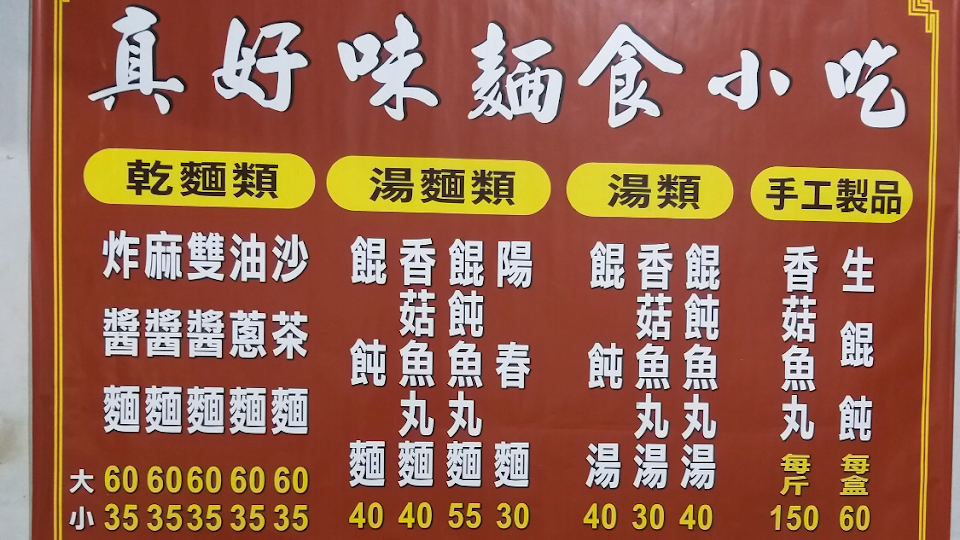 真好味麵食小吃
乾麵類 湯麵類 湯類 手工製品
炸醬麵
麻醬麵
雙醬麵
油蔥麵
沙茶麵
餛飩麵
香菇魚丸麵
餛飩魚丸麵
陽春麵
餛飩湯
香菇魚丸湯
餛飩魚丸湯
香菇魚丸 每斤
生餛飩 每盒
大 60 60 60 60 60
小 35 35 35 35 35 40 40 55 30 40 30 40 150 60